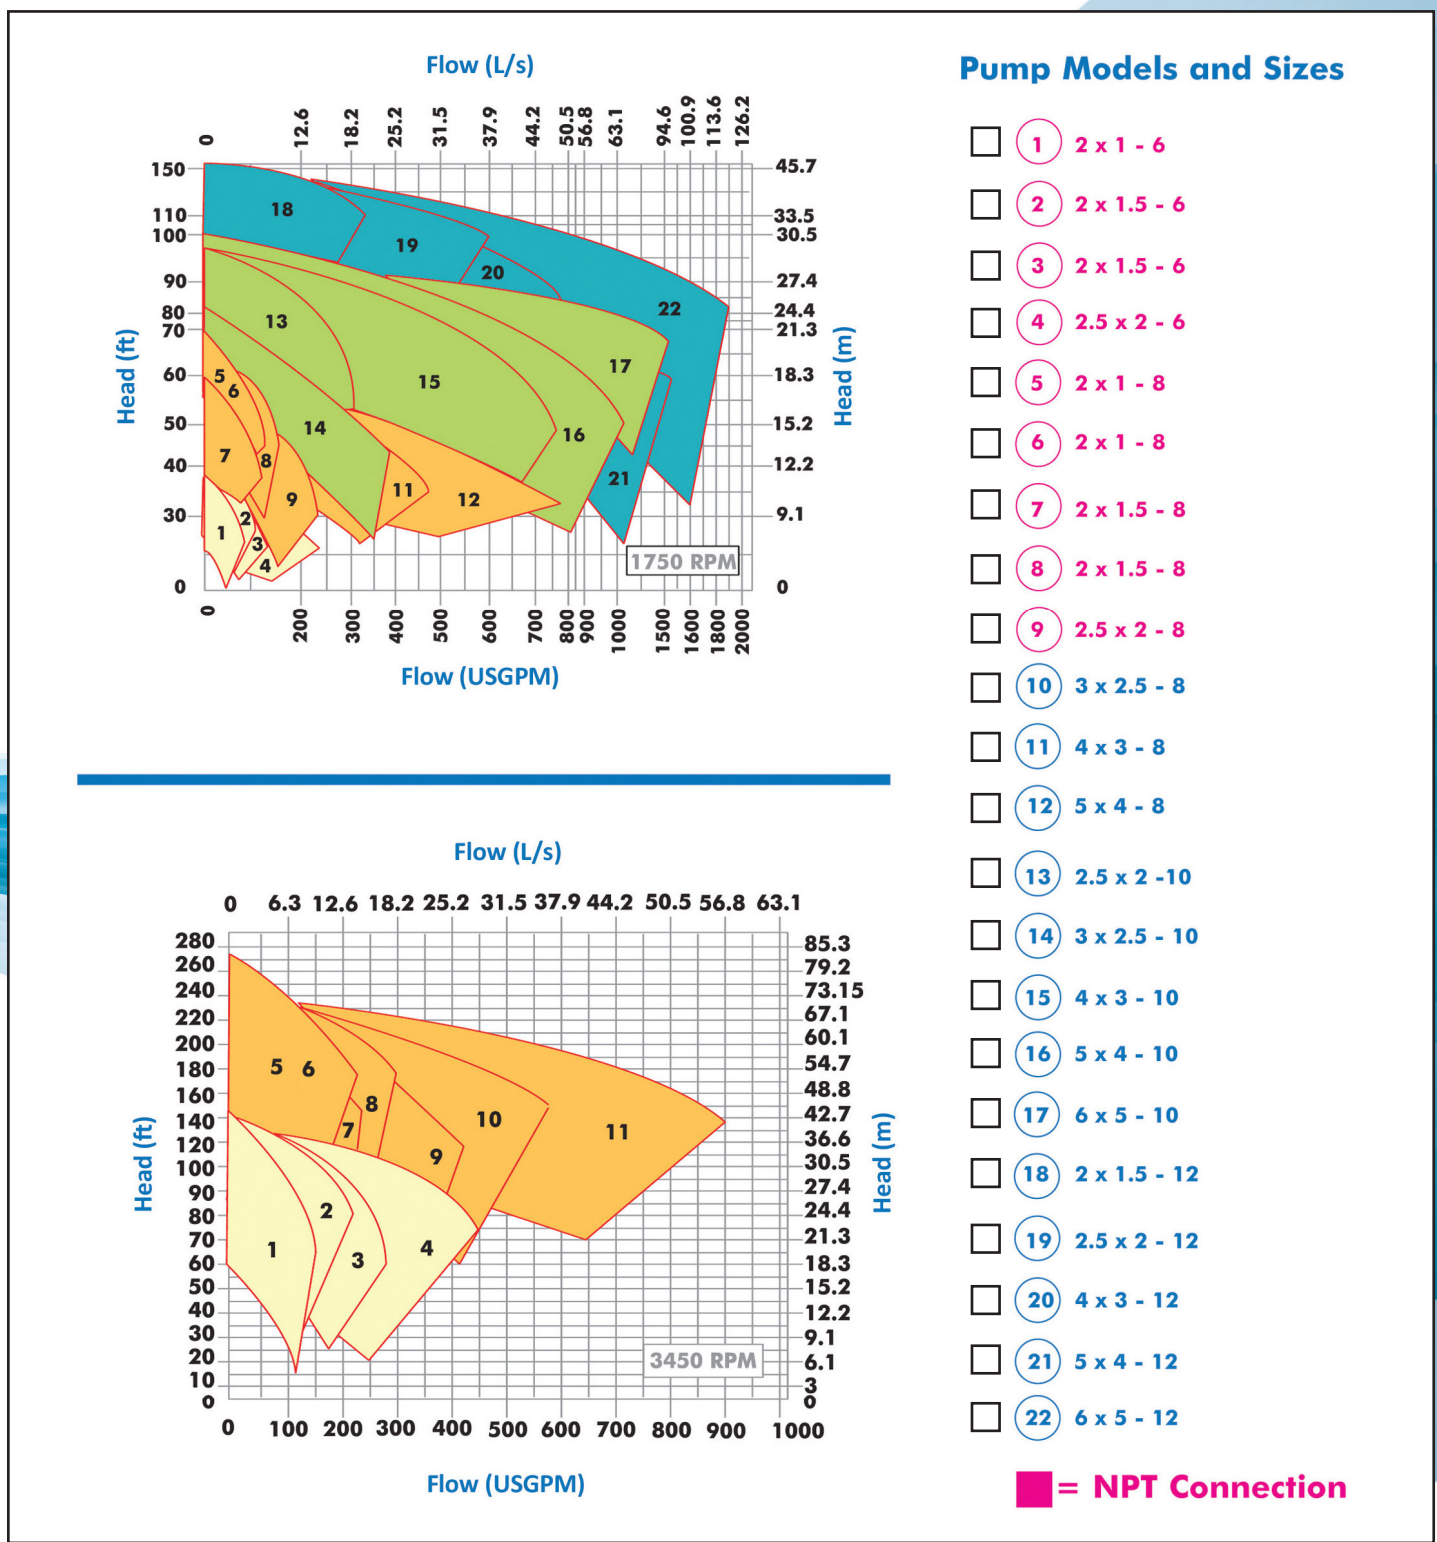 Flow (L/s)
0 12.6 18.2 25.2 31.5 37.9 44.2 50.5 56.8 63.1 94.6 100.9 113.6 126.2
150 45.7
18
110 33.5
100 30.5
19
20
90 27.4
22
80 24.4
13
70 21.3
Head (ft)
Head (m)
17
60 5 15 18.3
6
50 14 16 15.2
7 8
40 12.2
21
9 11 12
30 2 9.1
1 3
4
1750 RPM
0 0
0 200 300 400 500 600 700 800 900 1000 1500 1600 1800 2000
Flow (USGPM)
Flow (L/s)
0 6.3 12.6 18.2 25.2 31.5 37.9 44.2 50.5 56.8 63.1
280 85.3
260 79.2
240 73.15
220 67.1
200 60.1
180 5 6 54.7
160 8 48.8
140 7 10 11 42.7
120 36.6
100 9 30.5
Head (ft)
Head (m)
90 27.4
80 2 24.4
70 1 4 21.3
60 3 18.3
50 15.2
40 12.2
30 9.1
20 3450 RPM 6.1
10 3
0 0
0 100 200 300 400 500 600 700 800 900 1000
Flow (USGPM)
Pump Models and Sizes
1 2 x 1 - 6
2 2 x 1.5 - 6
3 2 x 1.5 - 6
4 2.5 x 2 - 6
5 2 x 1 - 8
6 2 x 1 - 8
7 2 x 1.5 - 8
8 2 x 1.5 - 8
9 2.5 x 2 - 8
10 3 x 2.5 - 8
11 4 x 3 - 8
12 5 x 4 - 8
13 2.5 x 2 -10
14 3 x 2.5 - 10
15 4 x 3 - 10
16 5 x 4 - 10
17 6 x 5 - 10
18 2 x 1.5 - 12
19 2.5 x 2 - 12
20 4 x 3 - 12
21 5 x 4 - 12
22 6 x 5 - 12
= NPT Connection